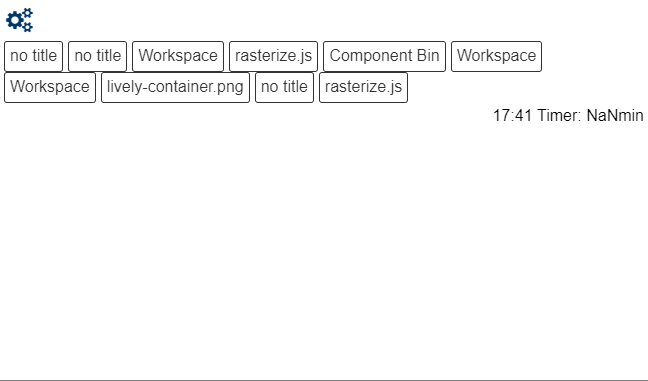 no title no title Workspace rasterize.js Component Bin Workspace
Workspace lively-container.png no title rasterize.js
17:41 Timer: NaNmin